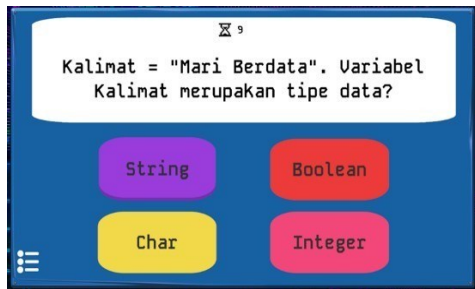 9
Kalimat = "Mari Berdata". Variabel
Kalimat merupakan tipe data?
String
Boolean
Char
Integer